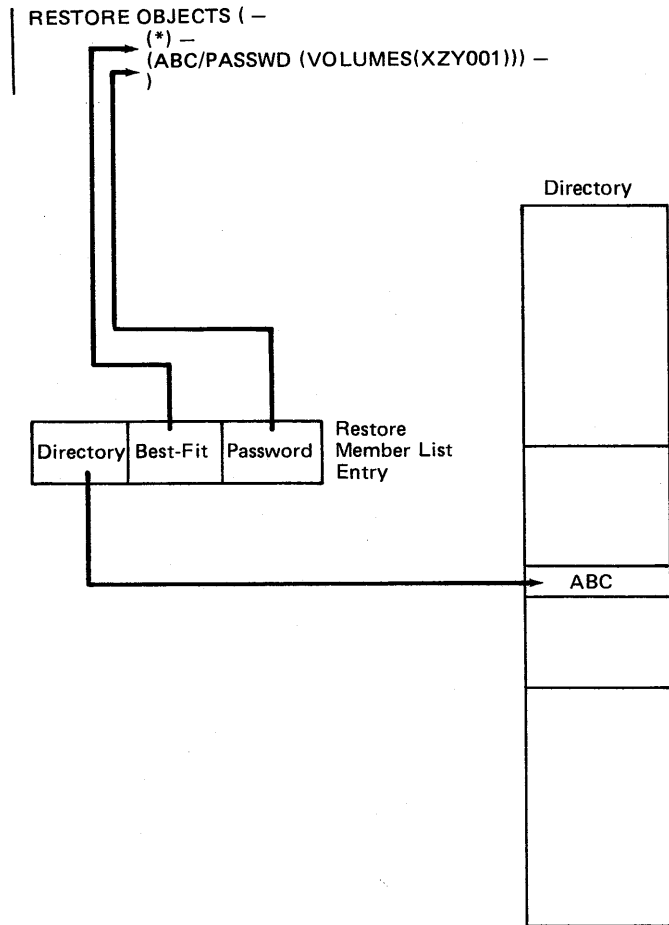 RESTORE OBJECTS ( –
(*) –
(ABC/PASSWD (VOLUMES(XZY001))) –
)
Directory
Directory Best-Fit Password
Restore
Member List
Entry
ABC